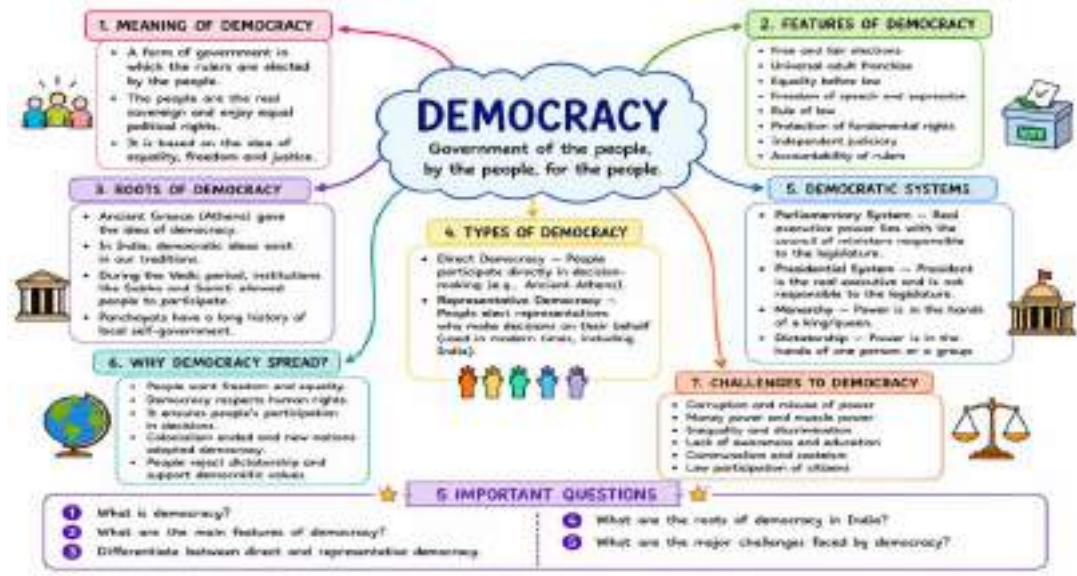 1. MEANING OF DEMOCRACY
• A form of government in
which the rulers are elected
by the people.
• The people are the real
sovereign and enjoy equal
political rights.
• It is based on the idea of
equality, freedom and justice.
2. FEATURES OF DEMOCRACY
• Free and fair elections
• Universal adult franchise
• Equality before law
• Freedom of speech and expression
• Rule of law
• Protection of fundamental rights
• Independent judiciary
• Accountability of rulers
VOTE
DEMOCRACY
Government of the people,
by the people, for the people.
3. ROOTS OF DEMOCRACY
• Ancient Greece (Athens) gave
the idea of democracy.
• In India, democratic ideas exist
in our traditions.
• During the Vedic period, institutions
like Sabha and Samiti allowed
people to participate.
• Panchayats have a long history of
local self-government.
4. TYPES OF DEMOCRACY
• Direct Democracy – People
participate directly in decision-
making (e.g., Ancient Athens).
• Representative Democracy –
People elect representations
who make decisions on their behalf
(used in modern times, including
India).
5. DEMOCRATIC SYSTEMS
• Parliamentary System – Real
executive power lies with the
council of ministers responsible
to the legislature.
• Presidential System – President
is the real executive and is not
responsible to the legislature.
• Monarchy – Power is in the hands
of a king/queen.
• Dictatorship – Power is in the
hands of one person or a group
6. WHY DEMOCRACY SPREAD?
• People want freedom and equality.
• Democracy respects human rights.
• It ensures people's participation
in decisions.
• Colonialism ended and new nations
adopted democracy.
• People reject dictatorship and
support democratic values
7. CHALLENGES TO DEMOCRACY
• Corruption and misuse of power
• Money power and muscle power
• Inequality and discrimination
• Lack of awareness and education
• Communalism and casteism
• Low participation of citizens
5 IMPORTANT QUESTIONS
1 What is democracy?
2 What are the main features of democracy?
3 Differentiate between direct and representative democracy
4 What are the roots of democracy in India?
5 What are the major challenges faced by democracy?